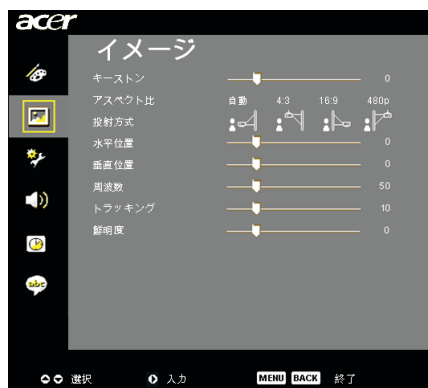 acer
イメージ
キーストン 0
アスペクト比 自動 4:3 16:9 480p
投射方式
水平位置 0
垂直位置 0
周波数 50
トラッキング 10
鮮明度 0
abc
選択 入力 MENU BACK 終了